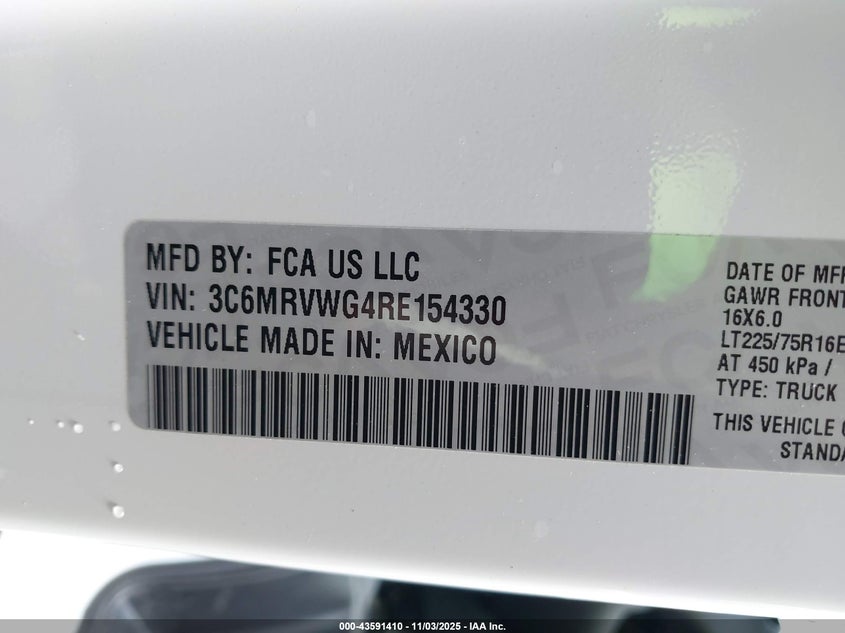 MFD BY: FCA US LLC
VIN: 3C6MRVWG4RE154330
VEHICLE MADE IN: MEXICO
DATE OF MFR
GAWR FRONT
16X6.0
LT225/75R16E
AT 450 kPa /
TYPE: TRUCK
THIS VEHICLE
000-43591410 - 11/03/2025 - IAA Inc.